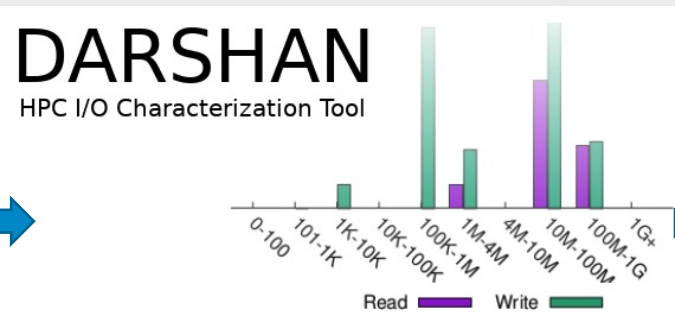 DARSHAN
HPC I/O Characterization Tool
0-100
101-1K
1K-10K
10K-100K
100K-1M
1M-4M
4M-10M
10M-100M
100M-1G
1G+
Read Write